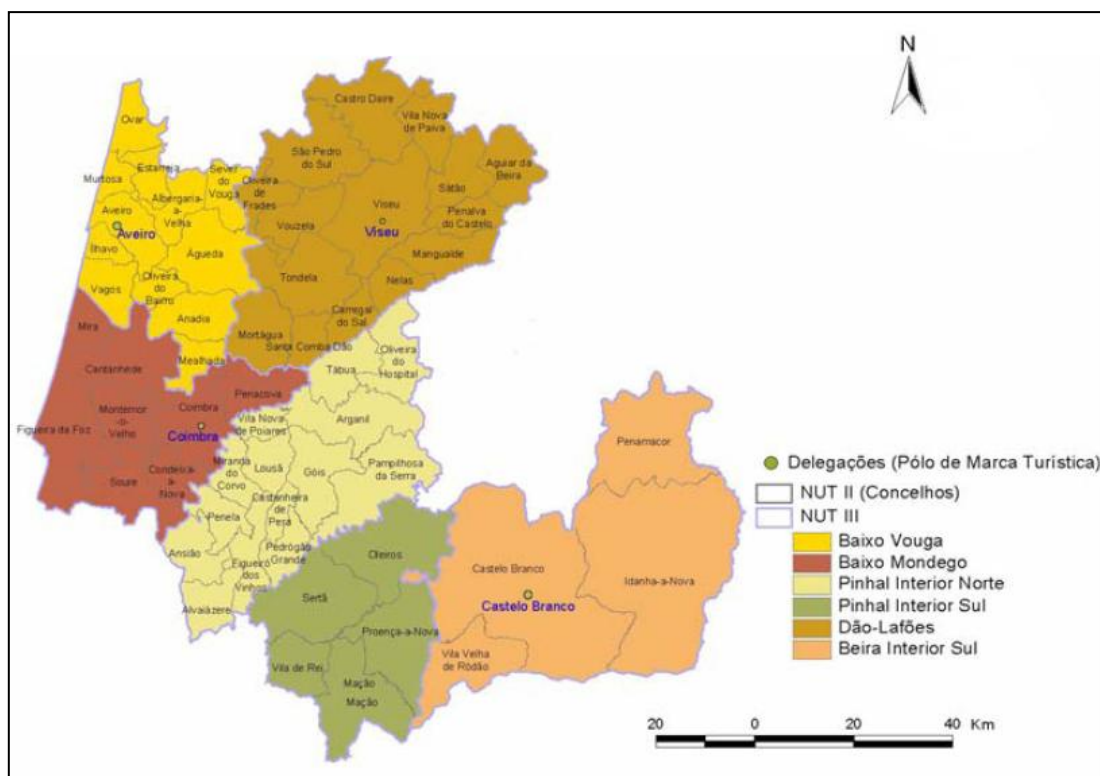 N
Ovar
Castro Daire
Vila Nova
de Paiva
São Pedro
do Sul
Aguiar da
Beira
Estarreja
Sever
do
Vouga
Murtosa
Oliveira
de
Frades
Sátão
Albergaria-
a-
Velha
Viseu
Viseu
Penalva
do Castelo
Aveiro
Aveiro
Vouzela
Ílhavo
Águeda
Mangualde
Oliveira
do
Bairro
Tondela
Nelas
Vagos
Anadia
Carregal
do Sal
Mira
Mortágua
Santa Comba Dão
Mealhada
Oliveira
do
Hospital
Tábua
Cantanhede
Penacova
Coimbra
Coimbra
Montemor
-o-
Velho
Figueira da Foz
Vila Nova
de Poiares
Arganil
Penamacor
Miranda
do
Corvo
Lousã
Góis
Pampilhosa
da Serra
Condeixa-
a-Nova
Soure
Castanheira
de
Pera
Penela
Ansião
Pedrógão
Grande
Figueiró
dos
Vinhos
Alvaiázere
Oleiros
Castelo Branco
Castelo Branco
Idanha-a-Nova
Sertã
Proença-a-Nova
Vila Velha
de Ródão
Vila de Rei
Mação
Mação
Delegações (Pólo de Marca Turística)
NUT II (Concelhos)
NUT III
Baixo Vouga
Baixo Mondego
Pinhal Interior Norte
Pinhal Interior Sul
Dão-Lafões
Beira Interior Sul
20 0 20 40 Km